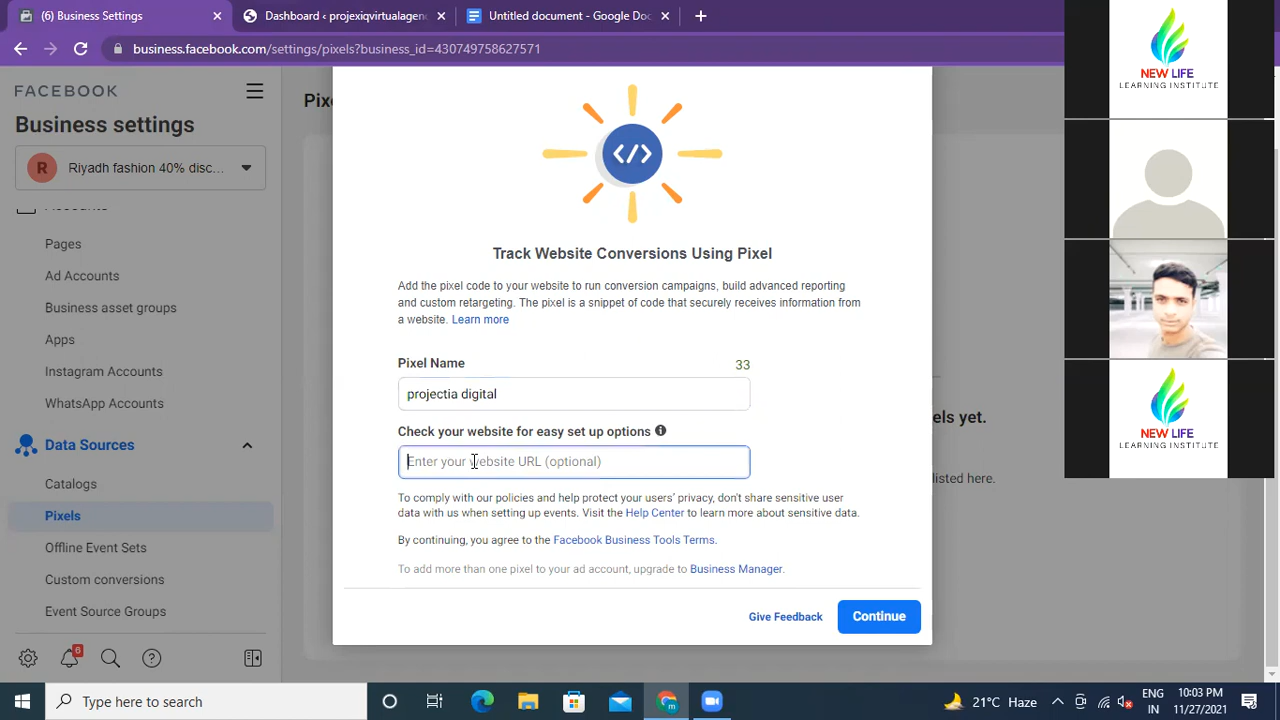 (6) Business Settings
Dashboard ‹ projexiqvirtualagen
Untitled document - Google Do
business.facebook.com/settings/pixels?business_id=430749758627571
FACEBOOK
Business settings
R
Riyadh fashion 40% disc...
Accounts
Pages
Ad Accounts
Business asset groups
Apps
Instagram Accounts
WhatsApp Accounts
Data Sources
Catalogs
Pixels
Offline Event Sets
Custom conversions
Event Source Groups
6
Pixe
Track Website Conversions Using Pixel
Add the pixel code to your website to run conversion campaigns, build advanced reporting
and custom retargeting. The pixel is a snippet of code that securely receives information from
a website. Learn more
Pixel Name
33
projectia digital
Check your website for easy set up options
Enter your website URL (optional)
To comply with our policies and help protect your users' privacy, don't share sensitive user
data with us when setting up events. Visit the Help Center to learn more about sensitive data.
By continuing, you agree to the Facebook Business Tools Terms.
To add more than one pixel to your ad account, upgrade to Business Manager.
Give Feedback
Continue
els yet.
listed here.
NEW LIFE
LEARNING INSTITUTE
NEW LIFE
LEARNING INSTITUTE
Type here to search
21°C Haze
ENG
IN
10:03 PM
11/27/2021